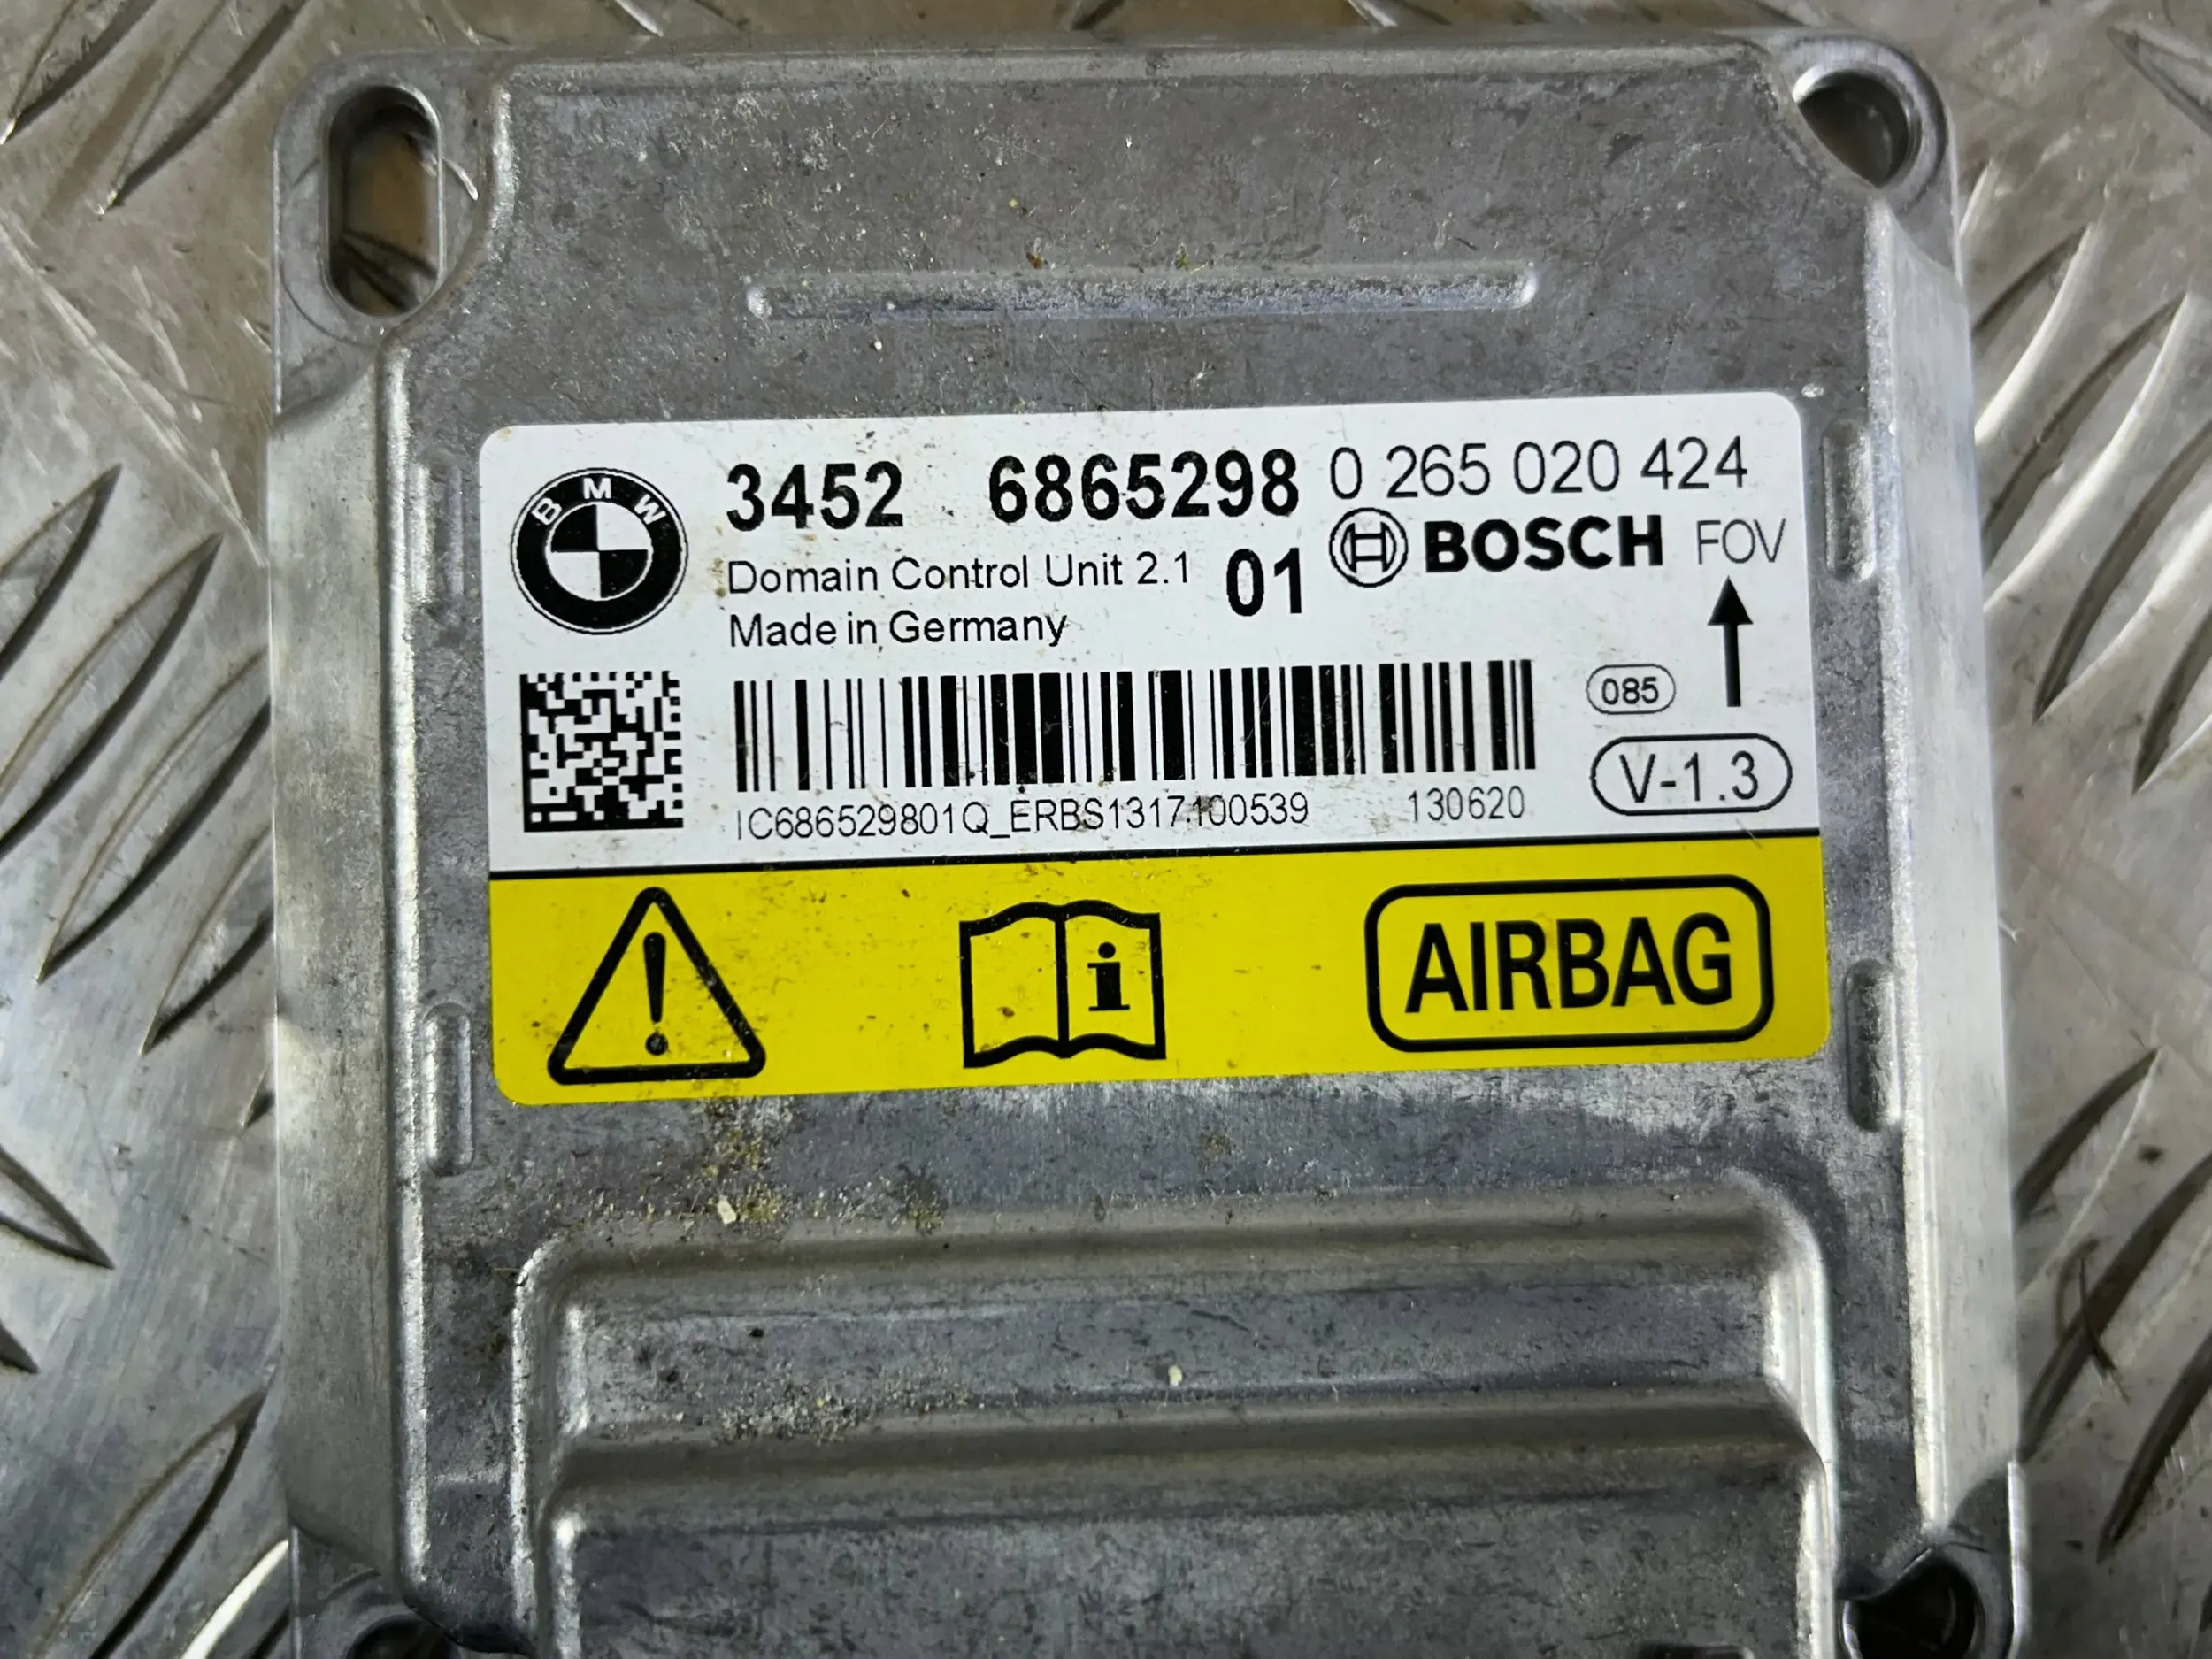 BMW
3452 6865298 0 265 020 424
Domain Control Unit 2.1 01 BOSCH FOV
Made in Germany
085
V-1.3
IC686529801Q_ERBS1317100539 130620
i AIRBAG